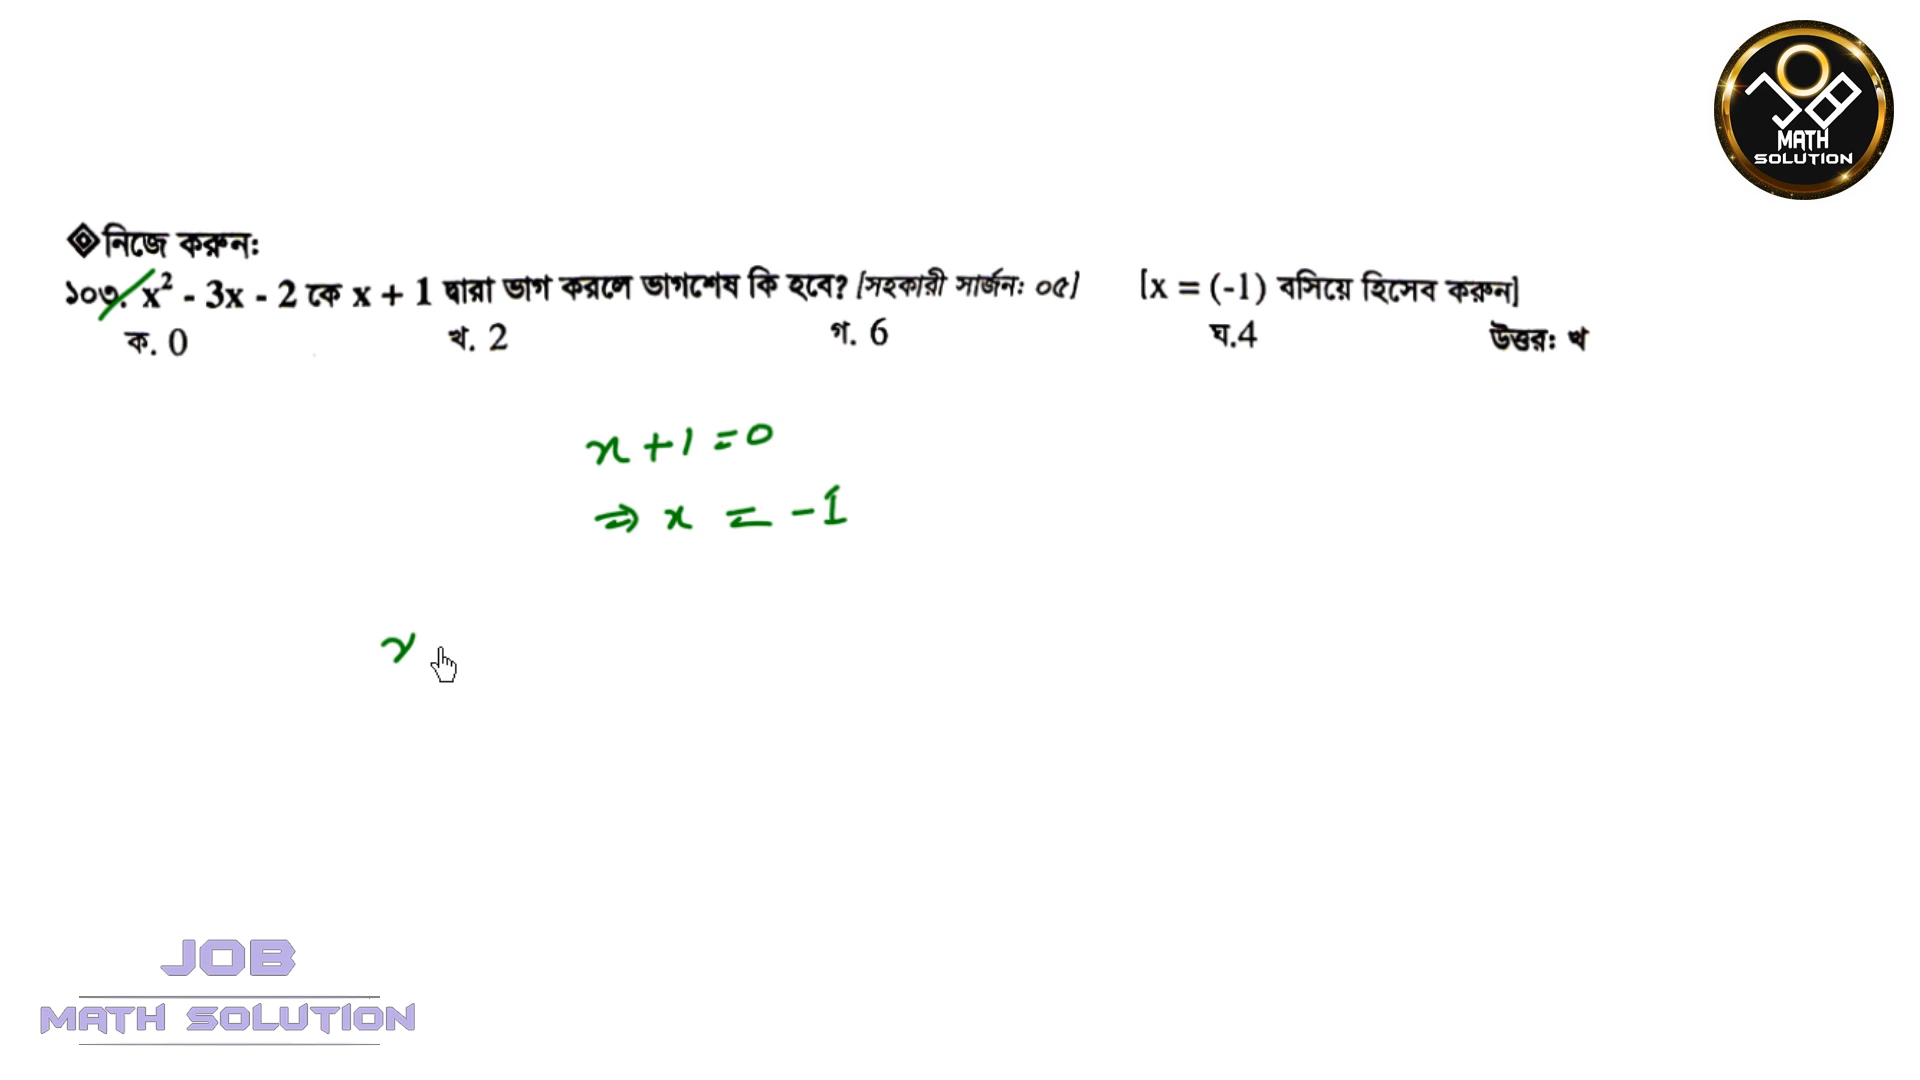 JOB
MATH
SOLUTION
নিজে করুন:
১০৩. x² - 3x - 2 কে x + 1 দ্বারা ভাগ করলে ভাগশেষ কি হবে? [সহকারী সার্জন: ০৫] [x = (-1) বসিয়ে হিসেব করুন]
ক. 0 খ. 2 গ. 6 ঘ.4 উত্তর: খ
x + 1 = 0
⇒ x = -1
x
JOB
MATH SOLUTION